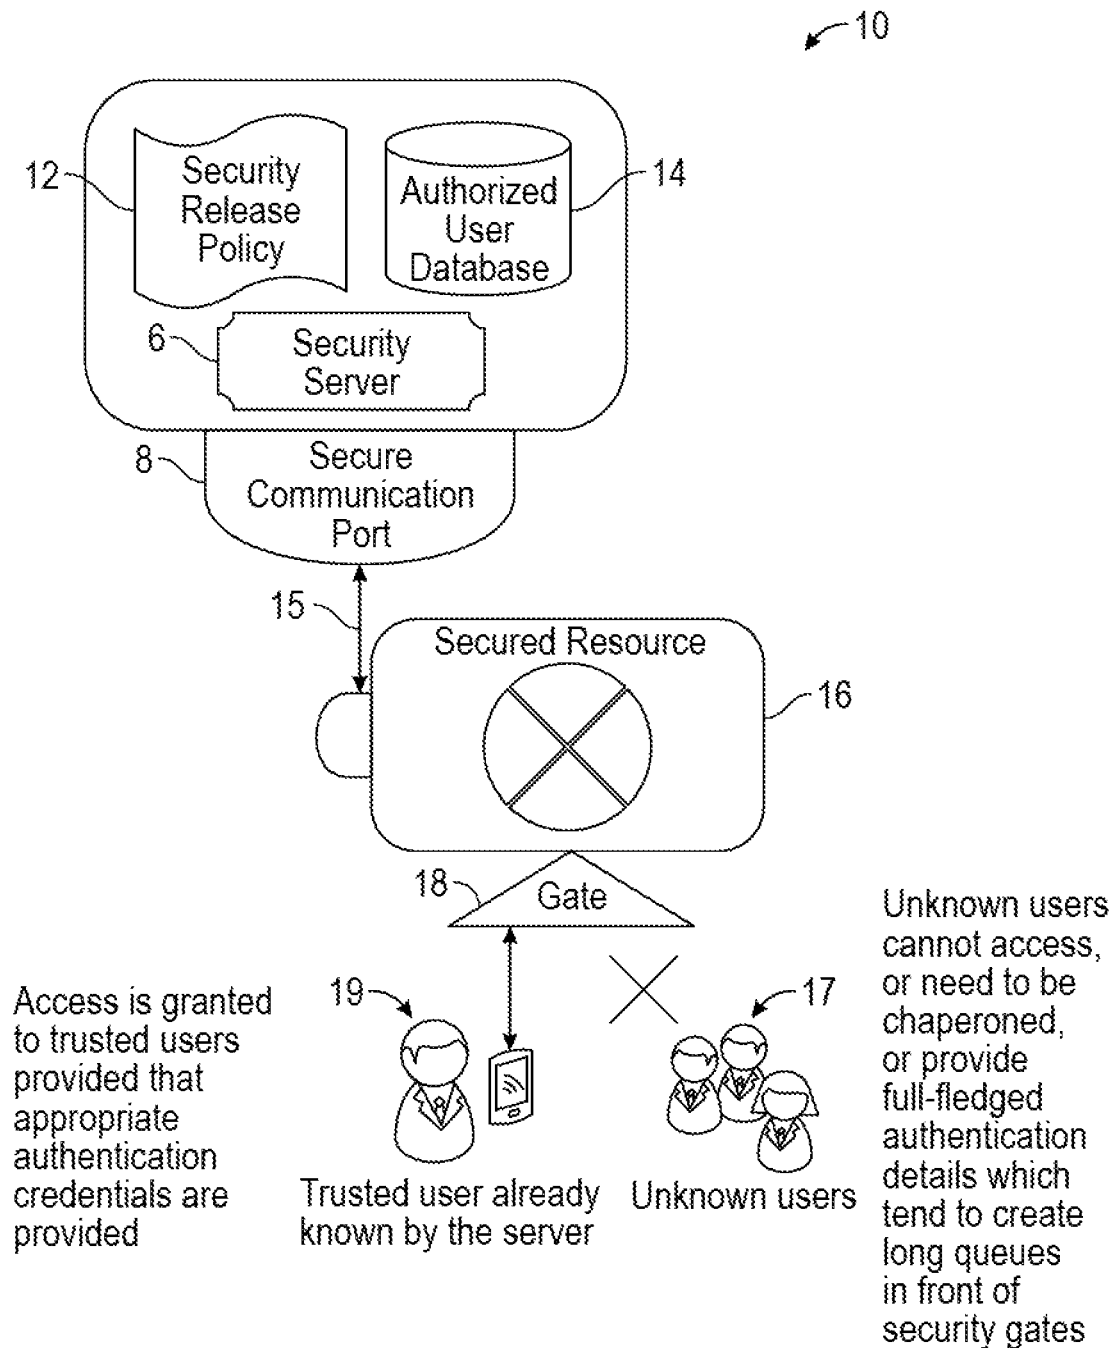 10
12
Security
Release
Policy
Authorized
User
Database
14
6
Security
Server
8
Secure
Communication
Port
15
Secured Resource
16
18
Gate
19
17
Access is granted
to trusted users
provided that
appropriate
authentication
credentials are
provided
Trusted user already
known by the server
Unknown users
Unknown users
cannot access,
or need to be
chaperoned,
or provide
full-fledged
authentication
details which
tend to create
long queues
in front of
security gates